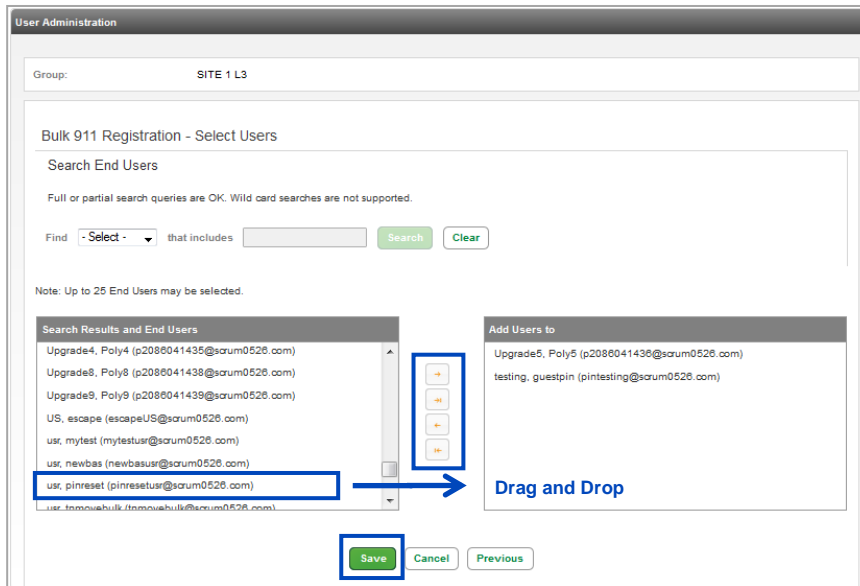 User Administration
Group: SITE 1 L3
Bulk 911 Registration - Select Users
Search End Users
Full or partial search queries are OK. Wild card searches are not supported.
Find - Select - that includes Search Clear
Note: Up to 25 End Users may be selected.
Search Results and End Users
Upgrade4, Poly4 (p2086041435@scrum0526.com)
Upgrade8, Poly8 (p2086041438@scrum0526.com)
Upgrade9, Poly9 (p2086041439@scrum0526.com)
US, escape (escapeUS@scrum0526.com)
usr, mytest (mytestusr@scrum0526.com)
usr, newbas (newbasusr@scrum0526.com)
usr, pinreset (pinresetusr@scrum0526.com)
usr, tnmovebulk (tnmovebulk@scrum0526.com)
Add Users to
Upgrade5, Poly5 (p2086041436@scrum0526.com)
testing, guestpin (pintesting@scrum0526.com)
Drag and Drop
Save Cancel Previous